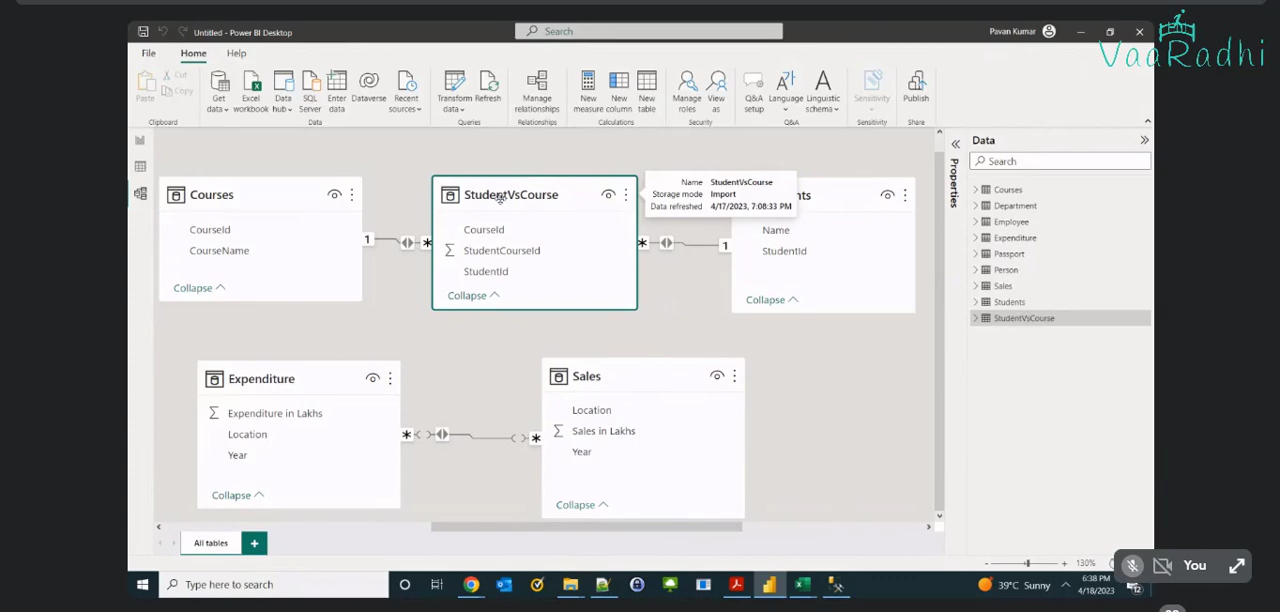 VaaRadhi
Untitled - Power BI Desktop
Search
Pavan Kumar
File
Home
Help
Paste
Cut
Copy
Get data
Excel workbook
Data hub
SQL Server
Enter data
Dataverse
Recent sources
Transform data
Refresh
Manage relationships
New measure
New column
New table
Manage roles
View as
Q&A setup
Language
Linguistic schema
Sensitivity
Publish
Clipboard
Data
Queries
Relationships
Calculations
Security
Q&A
Sensitivity
Share
Courses
CourseId
CourseName
Collapse
1
*
StudentVsCourse
CourseId
Σ StudentCourseId
StudentId
Collapse
*
1
Name StudentVsCourse
Storage mode Import
Data refreshed 4/17/2023, 7:08:33 PM
nts
Name
StudentId
Collapse
Expenditure
Σ Expenditure in Lakhs
Location
Year
Collapse
*
*
Sales
Location
Σ Sales in Lakhs
Year
Collapse
Properties
Data
Search
Courses
Department
Employee
Expenditure
Passport
Person
Sales
Students
StudentVsCourse
All tables
+
- + 130%
Type here to search
39°C Sunny
6:38 PM
4/18/2023
12
You